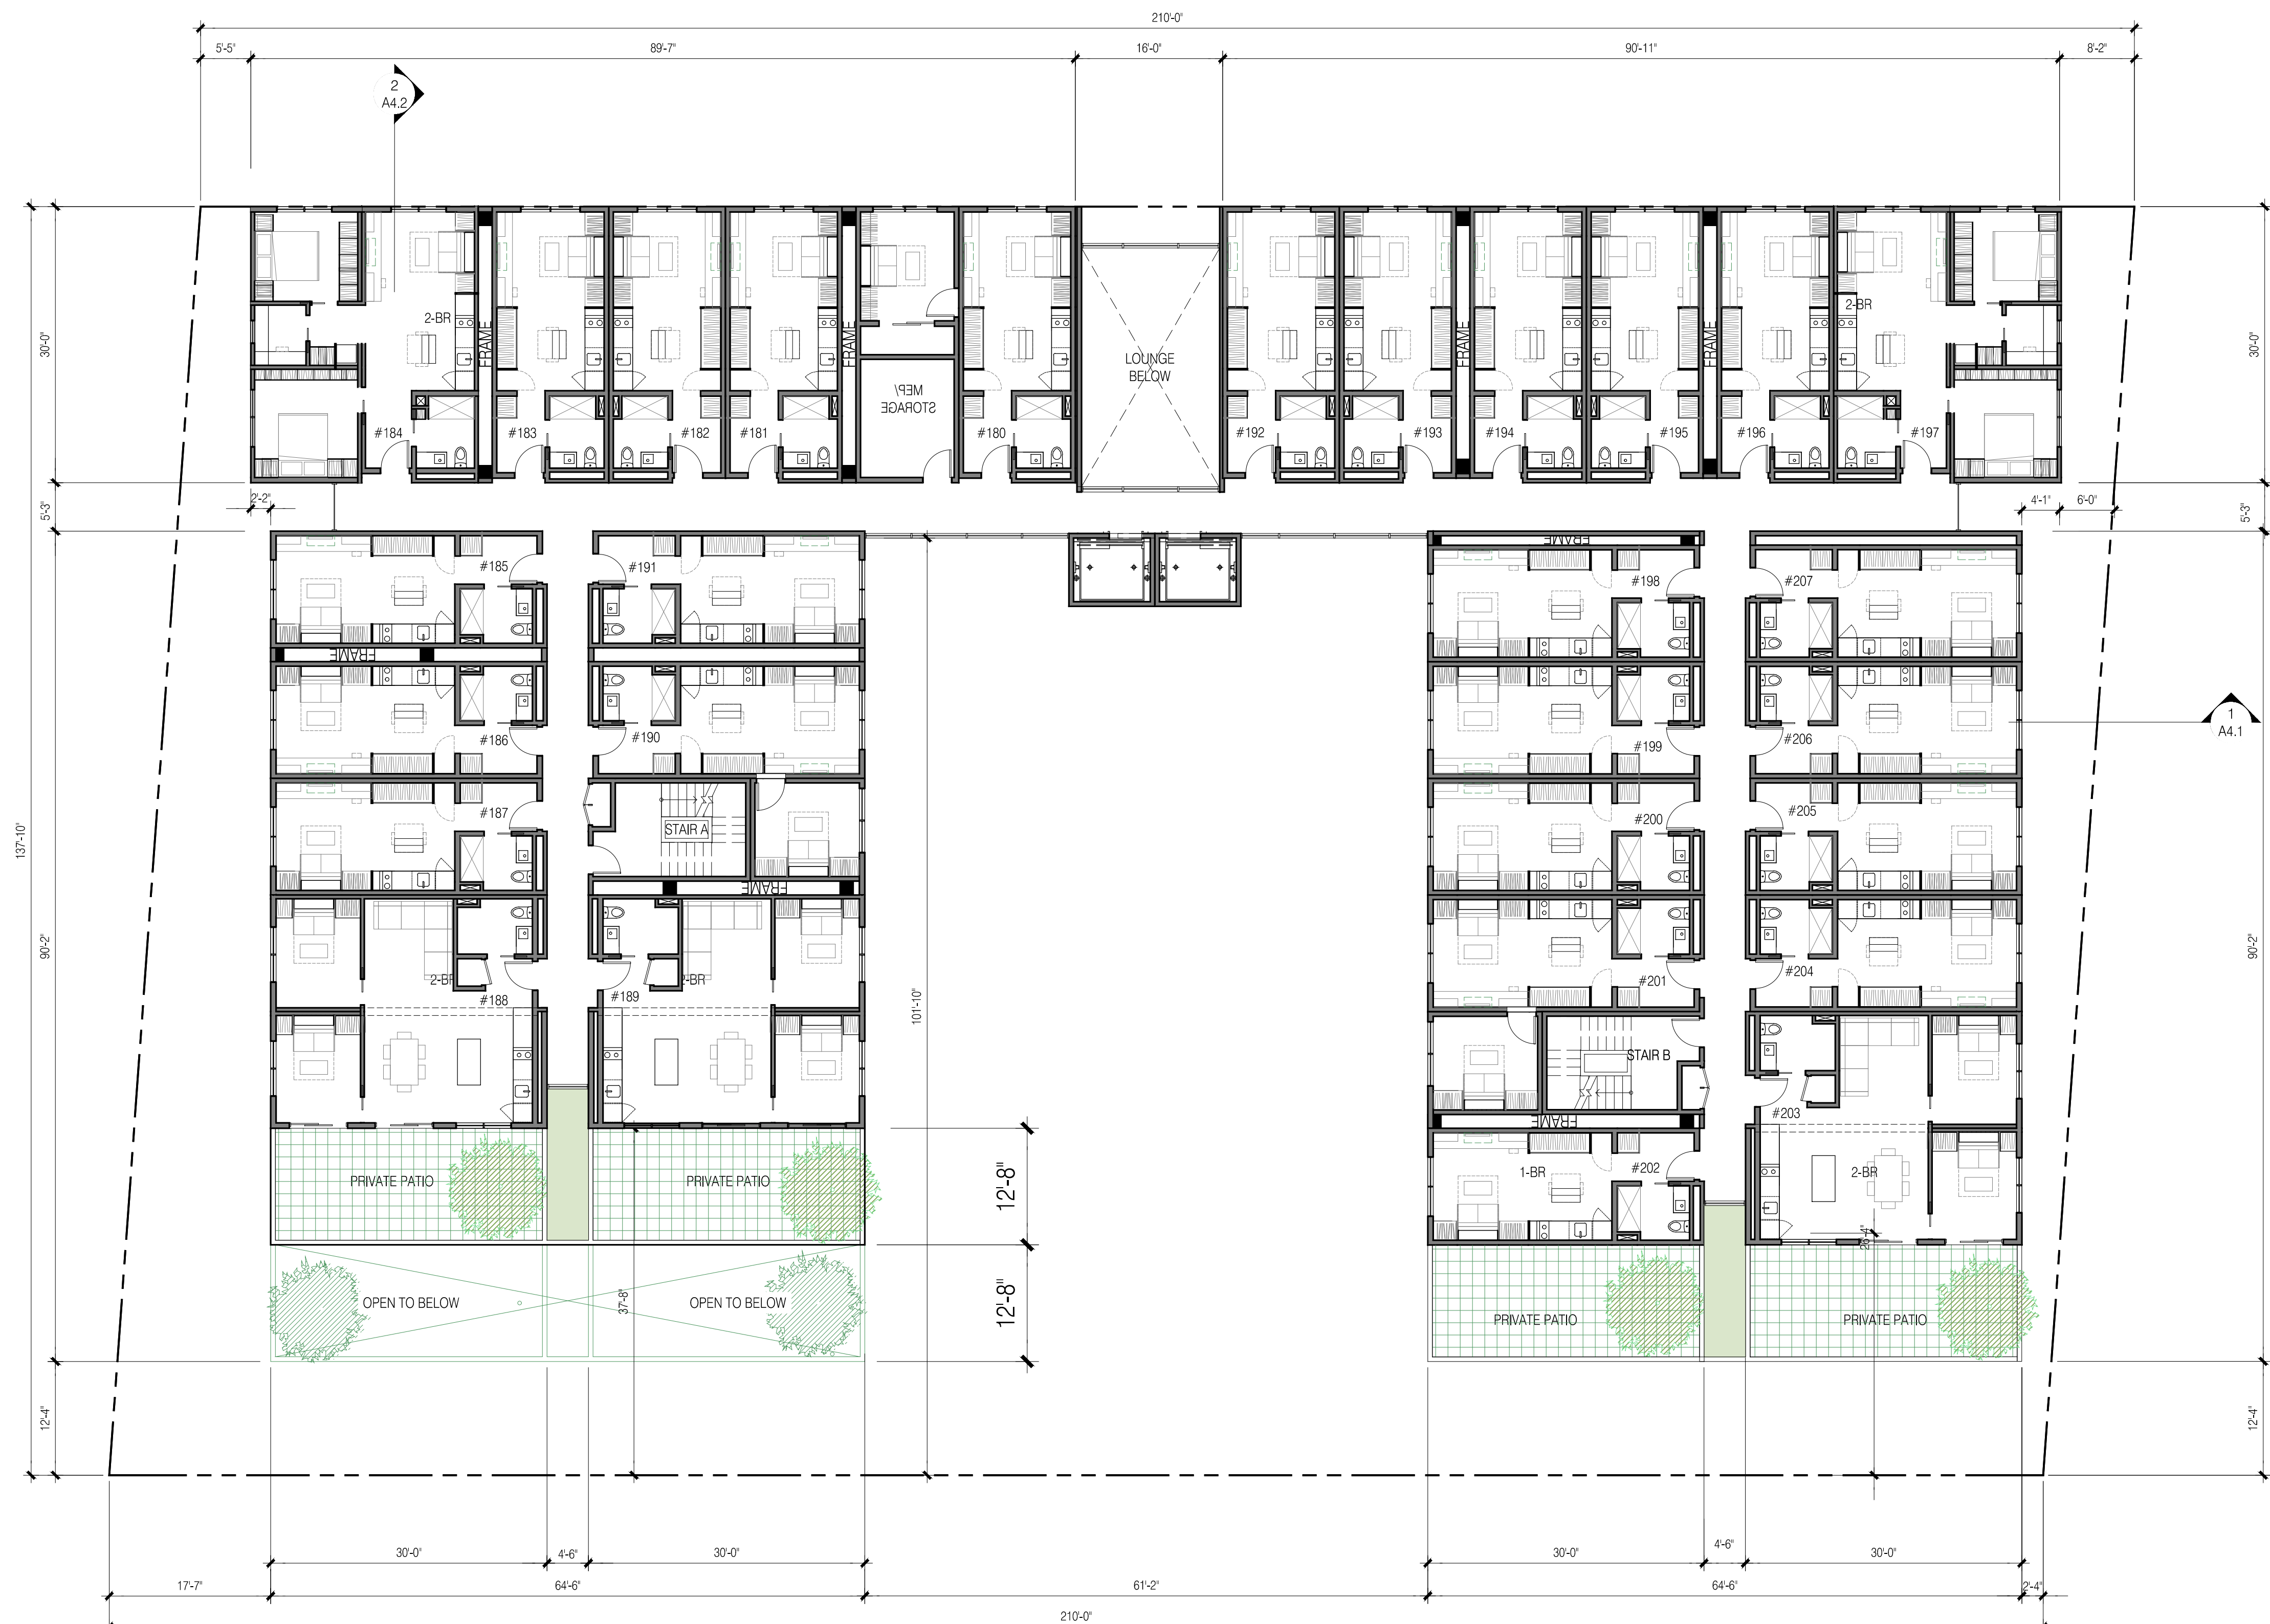 210'-0"
5'-5"
89'-7"
16'-0"
90'-11"
8'-2"
2
A4.2
30'-0"
2-BR
FRAME
FRAME
MEP/
STORAGE
LOUNGE
BELOW
FRAME
FRAME
2-BR
30'-0"
#184
#183
#182
#181
#180
#192
#193
#194
#195
#196
#197
5'-3"
2'-2"
4'-1"
6'-0"
5'-3"
FRAME
#185
#191
#198
#207
FRAME
#186
#190
#199
#206
1
A4.1
#187
STAIR A
#200
#205
137'-10"
FRAME
90'-2"
90'-2"
2-BR
#188
2-BR
#189
#201
#204
101'-10"
STAIR B
#203
FRAME
PRIVATE PATIO
PRIVATE PATIO
12'-8"
1-BR
#202
2-BR
26'-4"
OPEN TO BELOW
OPEN TO BELOW
37'-8"
12'-8"
PRIVATE PATIO
PRIVATE PATIO
12'-4"
12'-4"
30'-0"
4'-6"
30'-0"
30'-0"
4'-6"
30'-0"
17'-7"
64'-6"
61'-2"
64'-6"
2'-4"
210'-0"